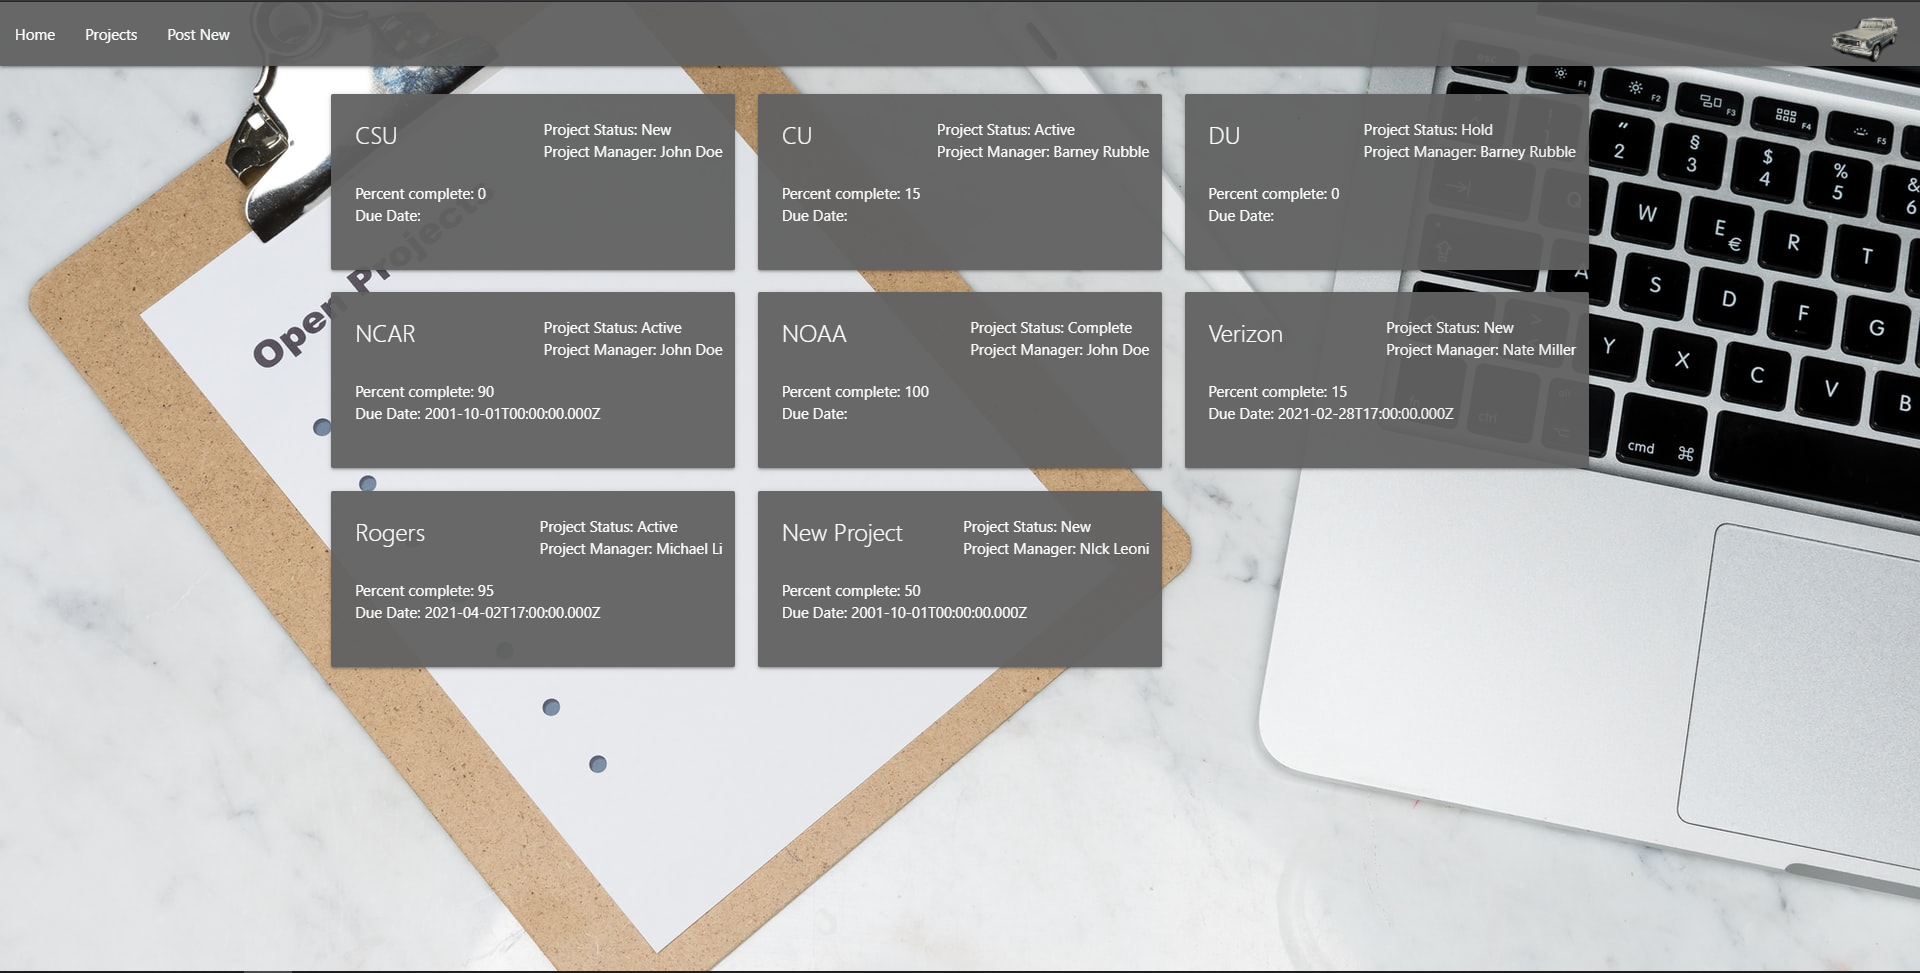 Home
Projects
Post New
CSU
Project Status: New
Project Manager: John Doe
Percent complete: 0
Due Date:
CU
Project Status: Active
Project Manager: Barney Rubble
Percent complete: 15
Due Date:
DU
Project Status: Hold
Project Manager: Barney Rubble
Percent complete: 0
Due Date:
NCAR
Project Status: Active
Project Manager: John Doe
Percent complete: 90
Due Date: 2001-10-01T00:00:00.000Z
NOAA
Project Status: Complete
Project Manager: John Doe
Percent complete: 100
Due Date:
Verizon
Project Status: New
Project Manager: Nate Miller
Percent complete: 15
Due Date: 2021-02-28T17:00:00.000Z
Rogers
Project Status: Active
Project Manager: Michael Li
Percent complete: 95
Due Date: 2021-04-02T17:00:00.000Z
New Project
Project Status: New
Project Manager: NIck Leoni
Percent complete: 50
Due Date: 2001-10-01T00:00:00.000Z
Open Projects
F1
F2
F3
F4
F5
" 2
§ 3
$ 4
% 5
& 6
Q
W
E €
R
T
A
S
D
F
G
Y
X
C
V
B
ctrl
cmd ⌘